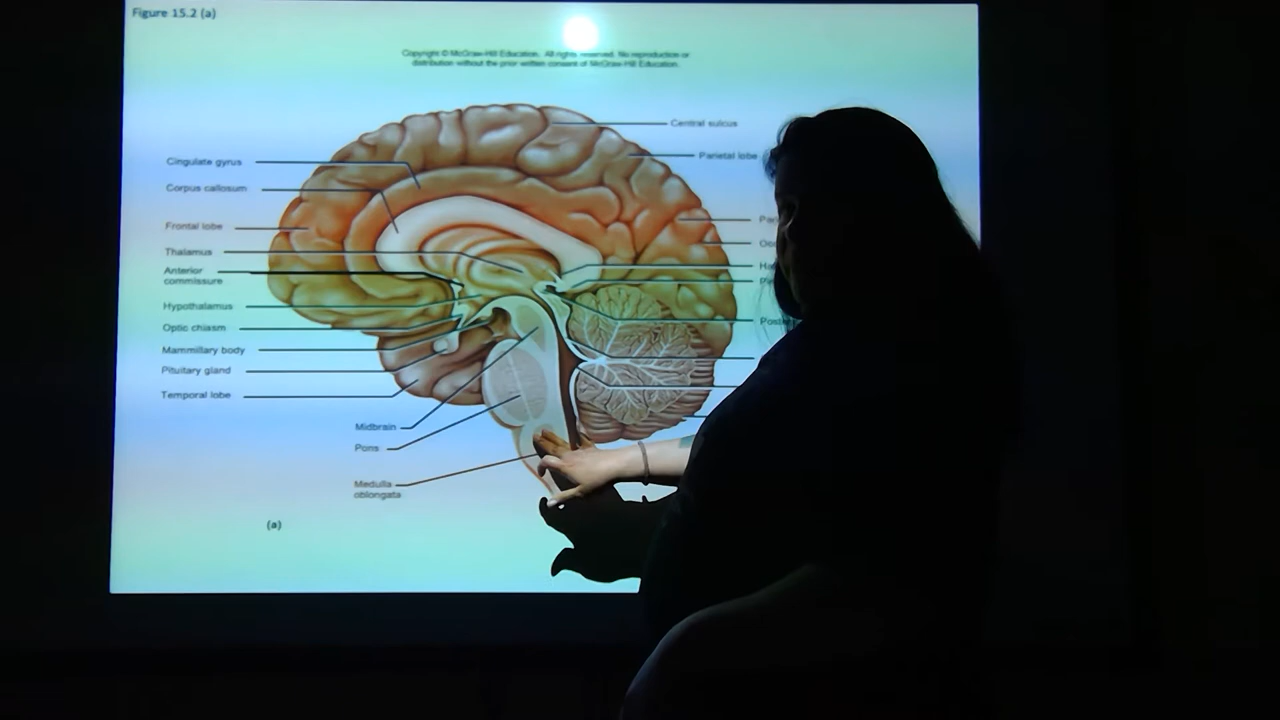 Figure 15.2 (a)
Copyright © McGraw-Hill Education. All rights reserved. No reproduction or
distribution without the prior written consent of McGraw-Hill Education.
Central sulcus
Parietal lobe
Cingulate gyrus
Corpus callosum
Frontal lobe
Thalamus
Anterior
commissure
Hypothalamus
Optic chiasm
Mammillary body
Pituitary gland
Temporal lobe
Midbrain
Pons
Medulla
oblongata
(a)